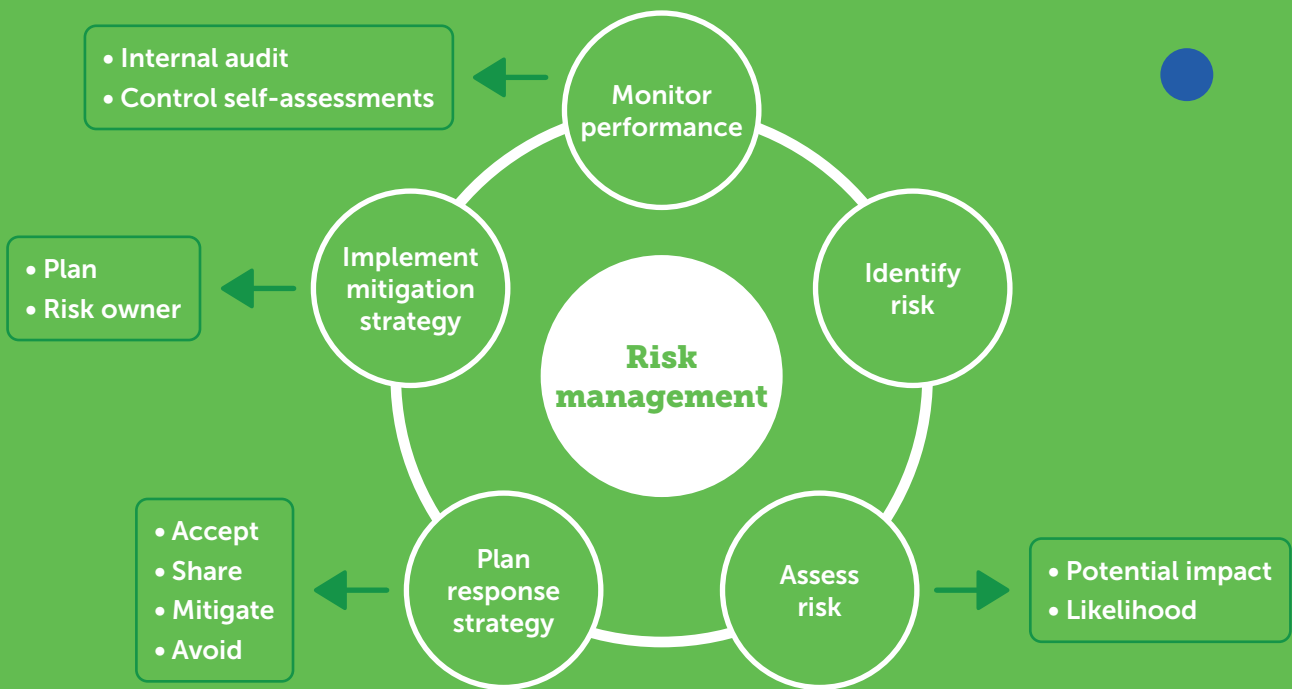 • Internal audit
• Control self-assessments
Monitor
performance
Implement
mitigation
strategy
• Plan
• Risk owner
Identify
risk
Risk
management
• Accept
• Share
• Mitigate
• Avoid
Plan
response
strategy
Assess
risk
• Potential impact
• Likelihood